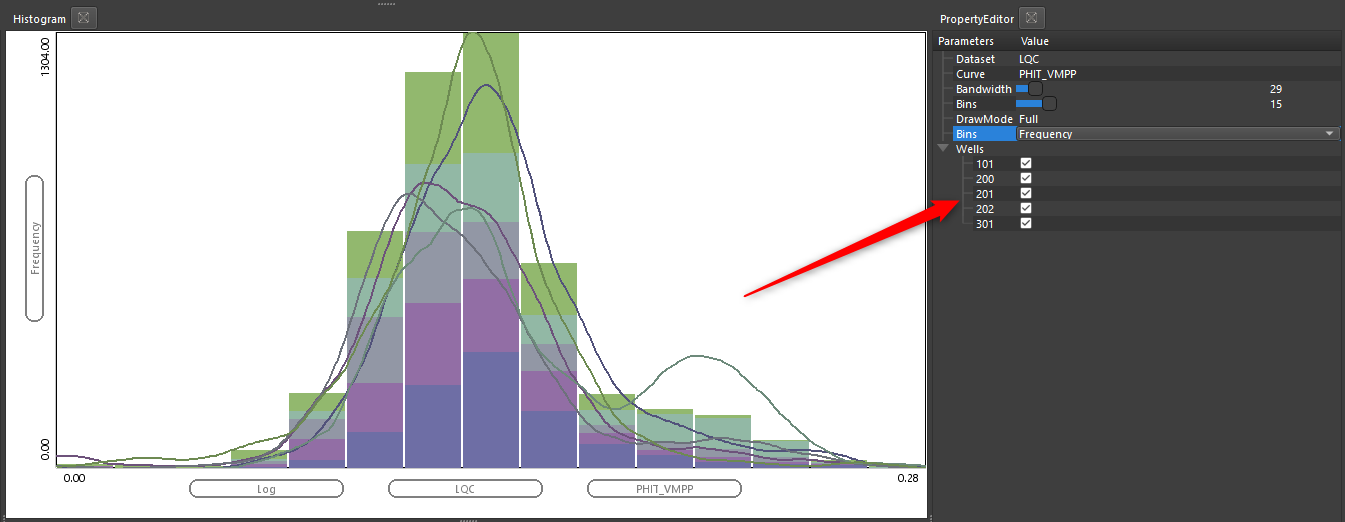 Histogram
1304.00
Frequency
0.00
0.00
0.28
Log
LQC
PHIT_VMPP
PropertyEditor
Parameters Value
Dataset LQC
Curve PHIT_VMPP
Bandwidth 29
Bins 15
DrawMode Full
Bins Frequency
Wells
101
200
201
202
301